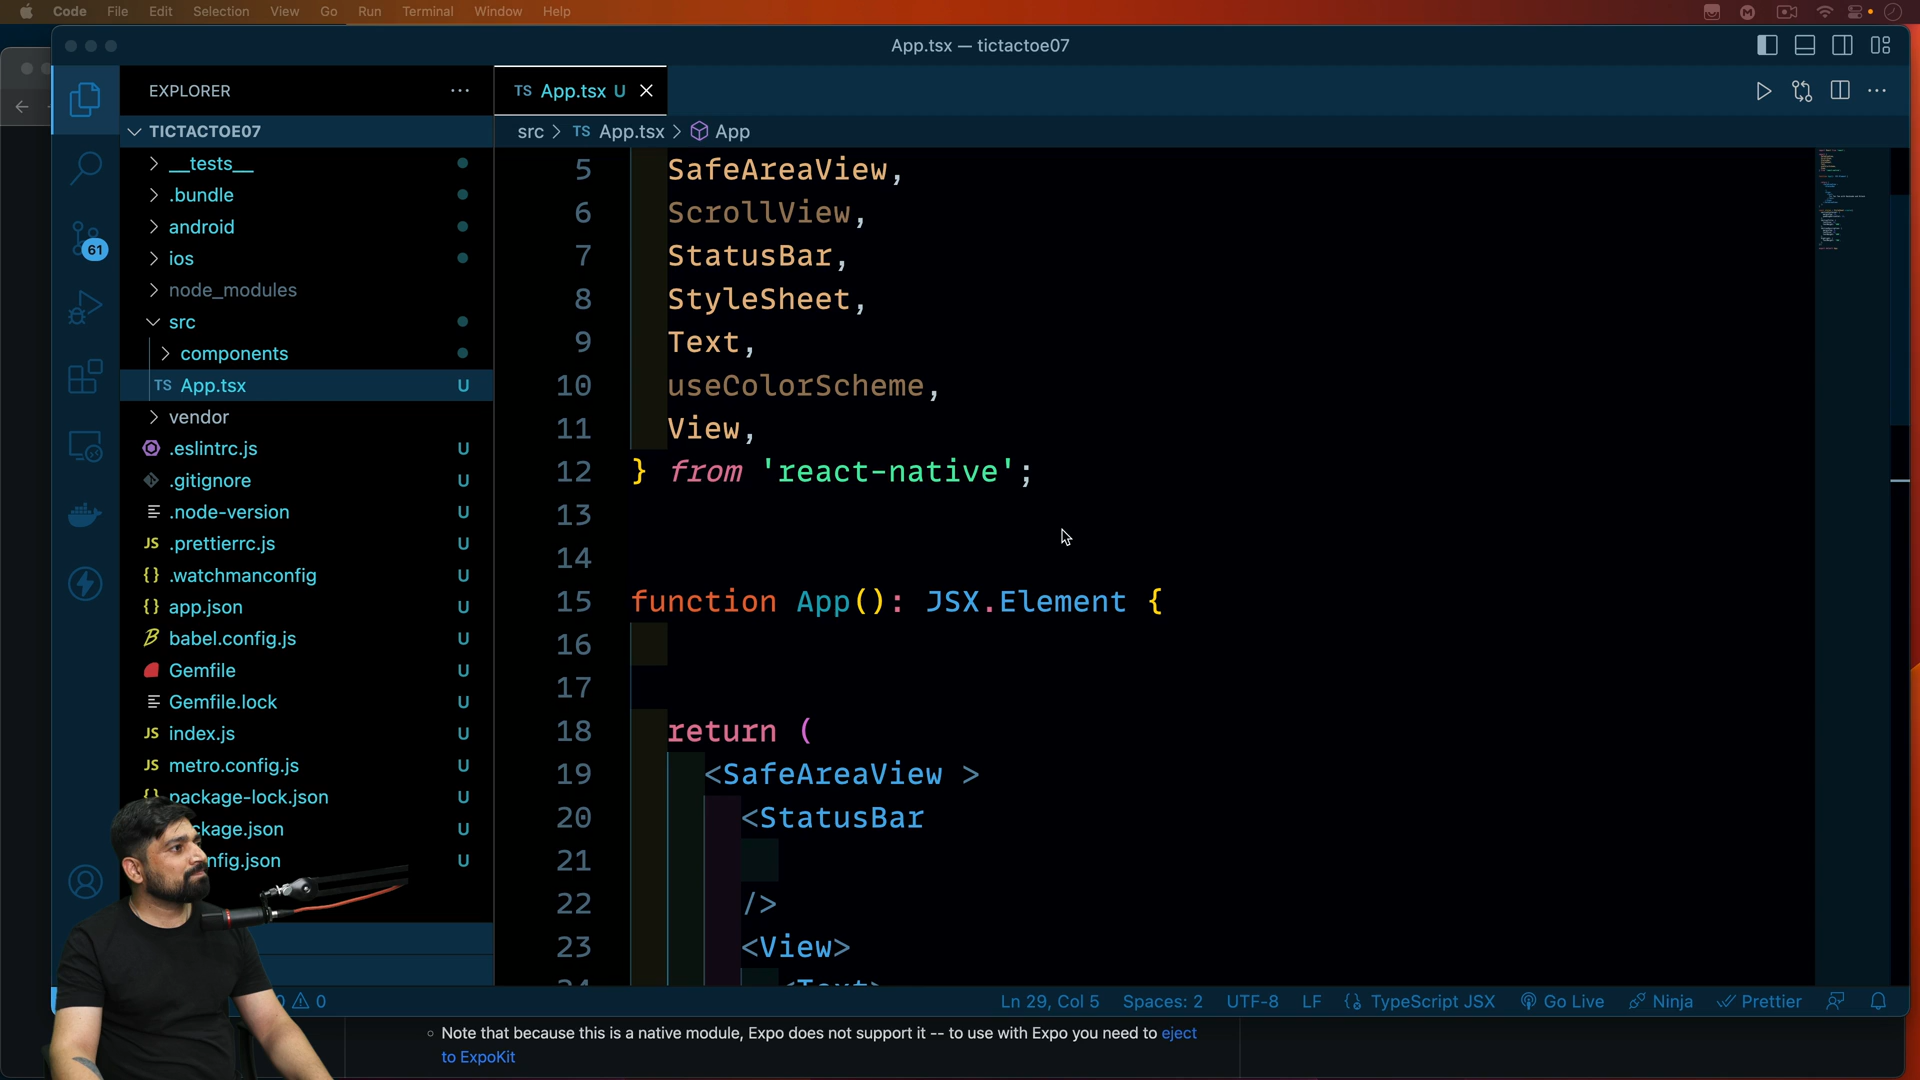 Code File Edit Selection View Go Run Terminal Window Help
App.tsx — tictactoe07
EXPLORER
TS App.tsx U
TICTACTOE07
src > TS App.tsx > App
__tests__
.bundle
android
ios
node_modules
src
components
TS App.tsx U
vendor
.eslintrc.js U
.gitignore U
.node-version U
JS .prettierrc.js U
{} .watchmanconfig U
{} app.json U
babel.config.js U
Gemfile U
Gemfile.lock U
JS index.js U
JS metro.config.js U
package-lock.json U
ckage.json U
nfig.json U
61
5 SafeAreaView,
6 ScrollView,
7 StatusBar,
8 StyleSheet,
9 Text,
10 useColorScheme,
11 View,
12 } from 'react-native';
13
14
15 function App(): JSX.Element {
16
17
18 return (
19 <SafeAreaView >
20 <StatusBar
21
22 />
23 <View>
24 <Text>
0
Ln 29, Col 5 Spaces: 2 UTF-8 LF {} TypeScript JSX Go Live Ninja Prettier
Note that because this is a native module, Expo does not support it -- to use with Expo you need to eject
to ExpoKit